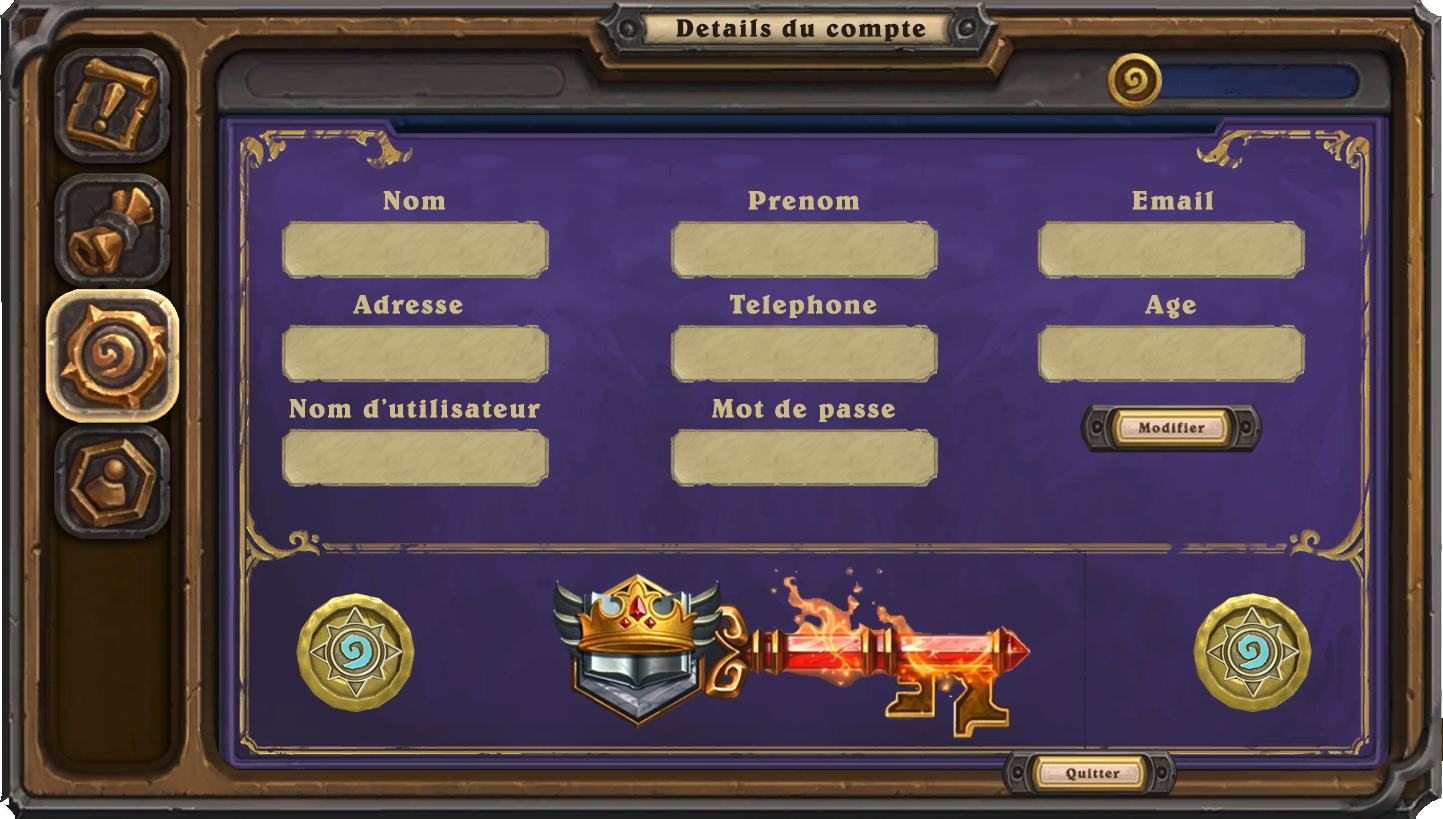 Details du compte
Nom
Prenom
Email
Adresse
Telephone
Age
Nom d'utilisateur
Mot de passe
Modifier
Quitter